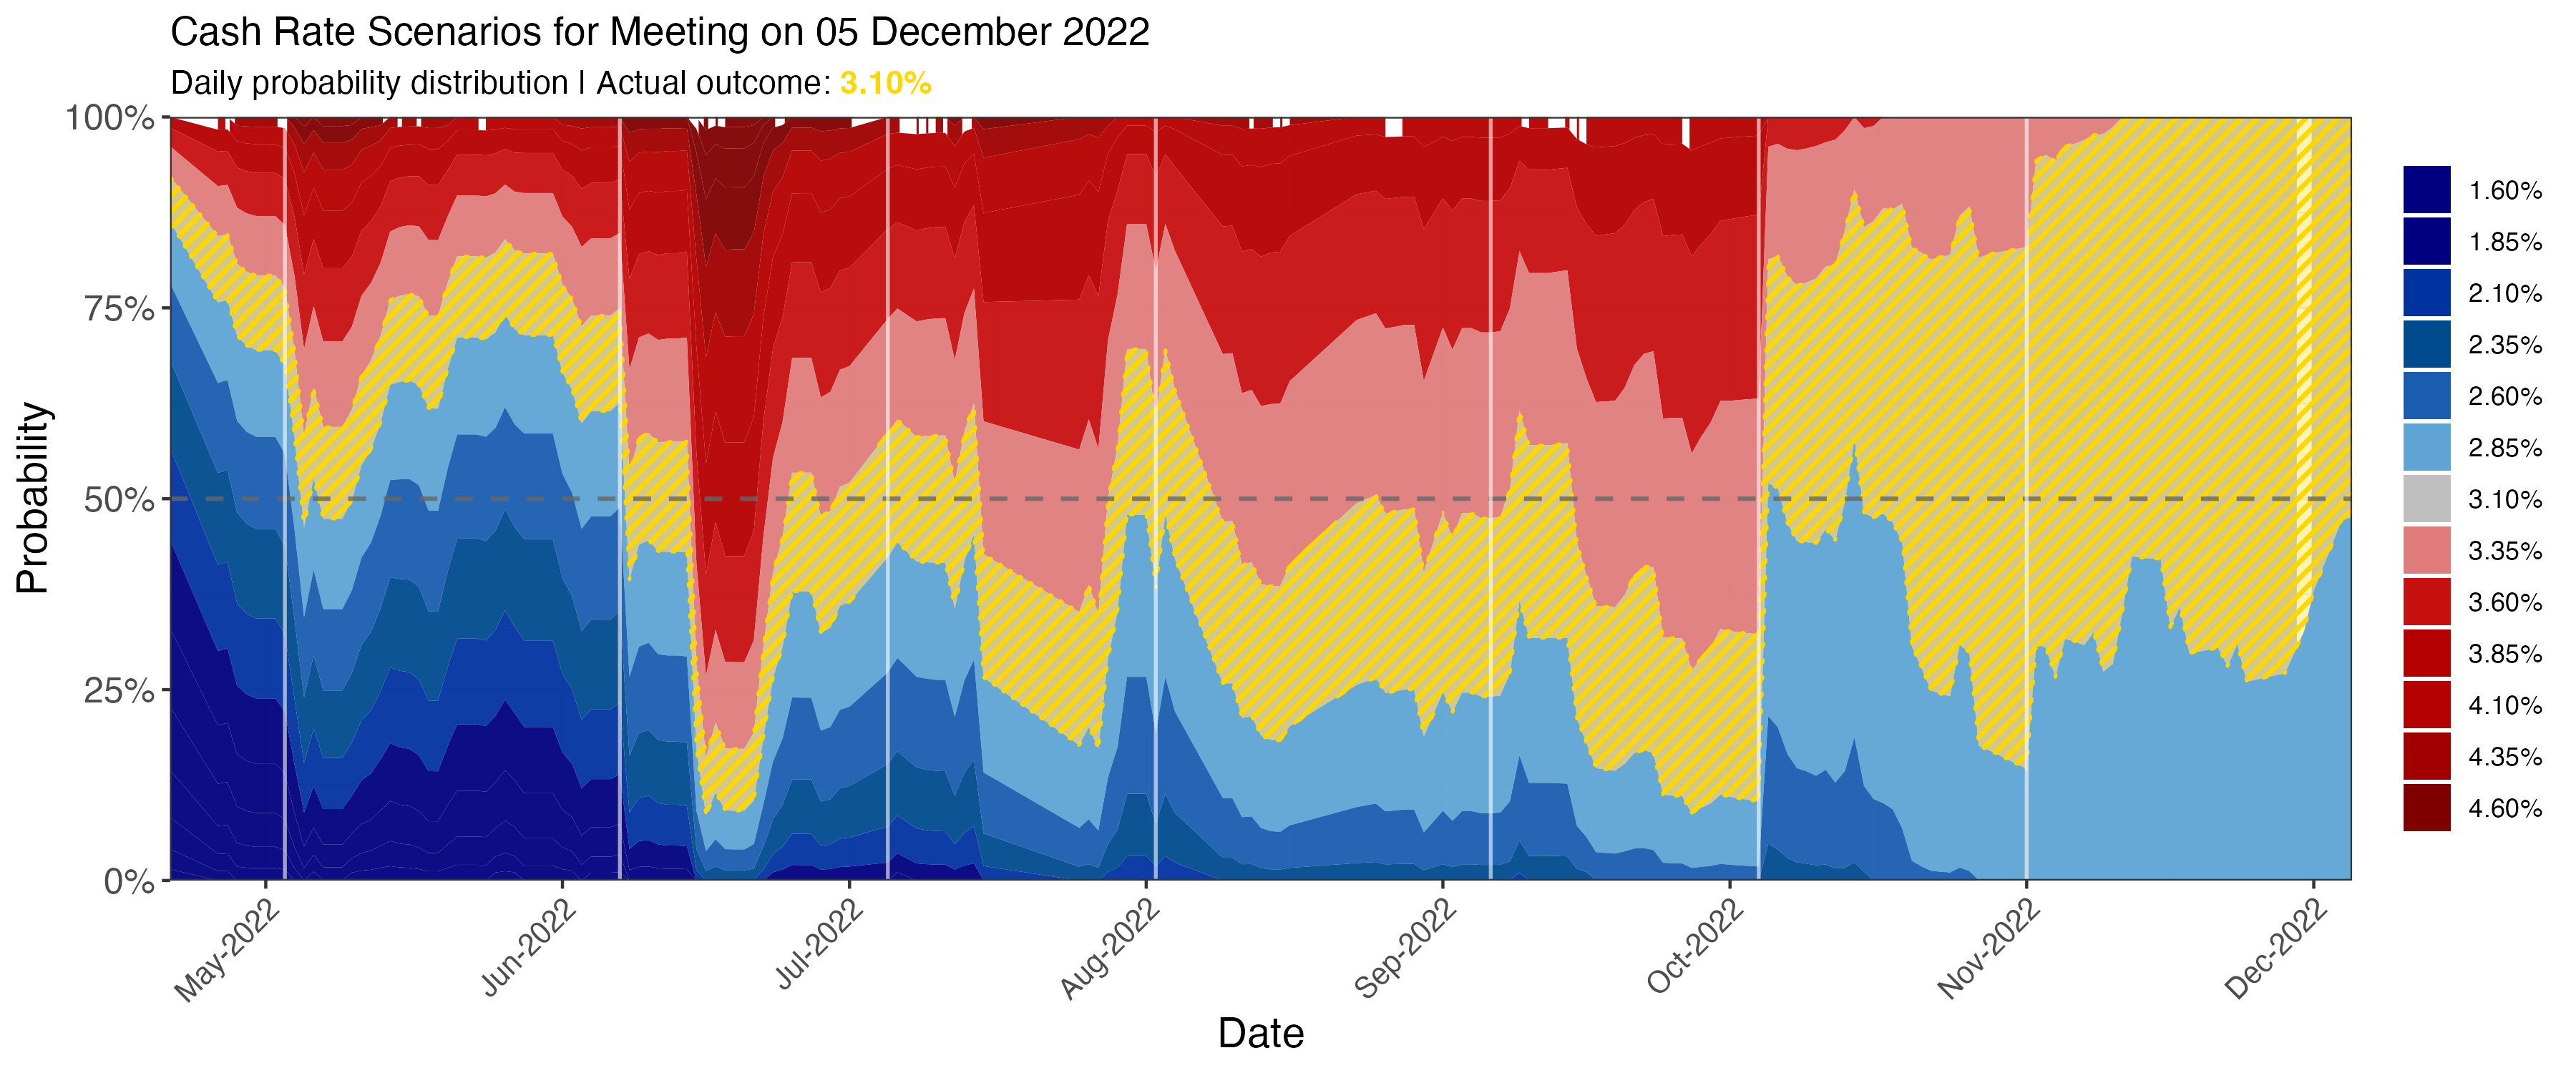 Cash Rate Scenarios for Meeting on 05 December 2022
Daily probability distribution | Actual outcome: 3.10%
100%
75%
50%
25%
0%
Probability
May-2022
Jun-2022
Jul-2022
Aug-2022
Sep-2022
Oct-2022
Nov-2022
Dec-2022
Date
1.60%
1.85%
2.10%
2.35%
2.60%
2.85%
3.10%
3.35%
3.60%
3.85%
4.10%
4.35%
4.60%